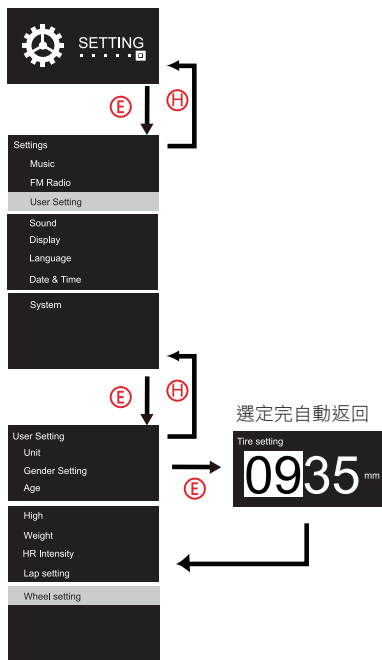 SETTING
E
H
Settings
Music
FM Radio
User Setting
Sound
Display
Language
Date & Time
System
E
H
User Setting
Unit
Gender Setting
Age
E
選定完自動返回
Tire setting
0935 mm
High
Weight
HR Intensity
Lap setting
Wheel setting